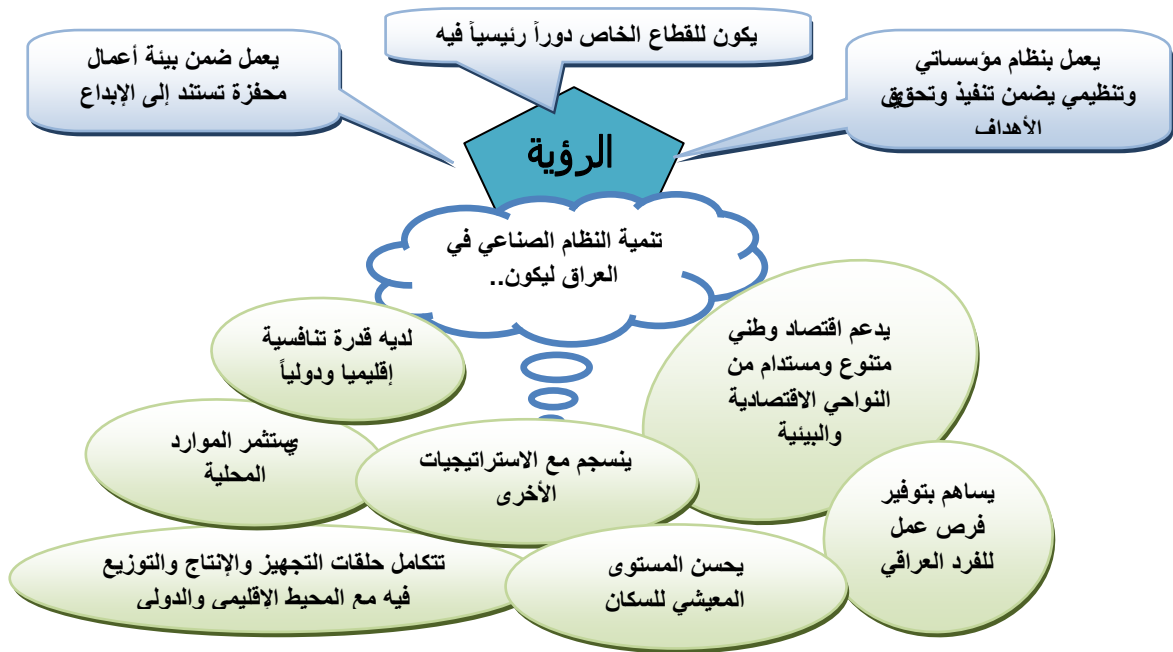 يكون للقطاع الخاص دوراً رئيسياً فيه
يعمل بنظام مؤسساتي
وتنظيمي يضمن تنفيذ وتحقيق
الأهداف
يعمل ضمن بيئة أعمال
محفزة تستند إلى الإبداع
الرؤية
تنمية النظام الصناعي في
العراق ليكون..
يدعم اقتصاد وطني
متنوع ومستدام من
النواحي الاقتصادية
والبيئية
لديه قدرة تنافسية
إقليميا ودولياً
يستثمر الموارد
المحلية
ينسجم مع الاستراتيجيات
الأخرى
يساهم بتوفير
فرص عمل
للفرد العراقي
يحسن المستوى
المعيشي للسكان
تتكامل حلقات التجهيز والإنتاج والتوزيع
فيه مع المحيط الإقليمي والدولي